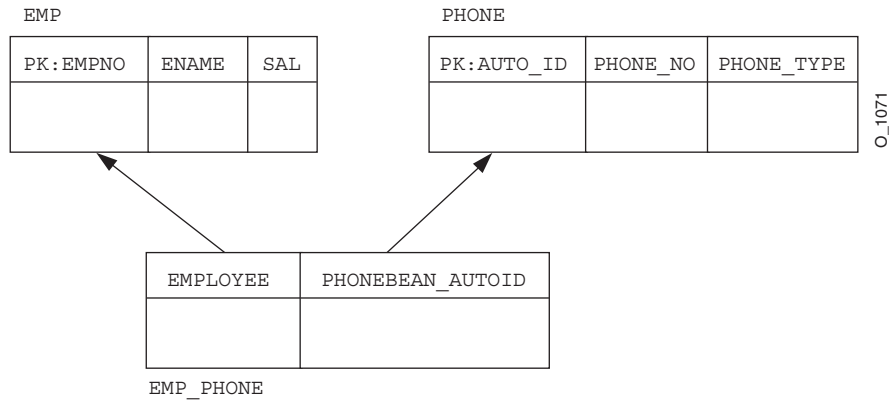 EMP
PHONE
PK:EMPNO ENAME SAL
PK:AUTO_ID PHONE_NO PHONE_TYPE
O_1071
EMPLOYEE PHONEBEAN_AUTOID
EMP_PHONE